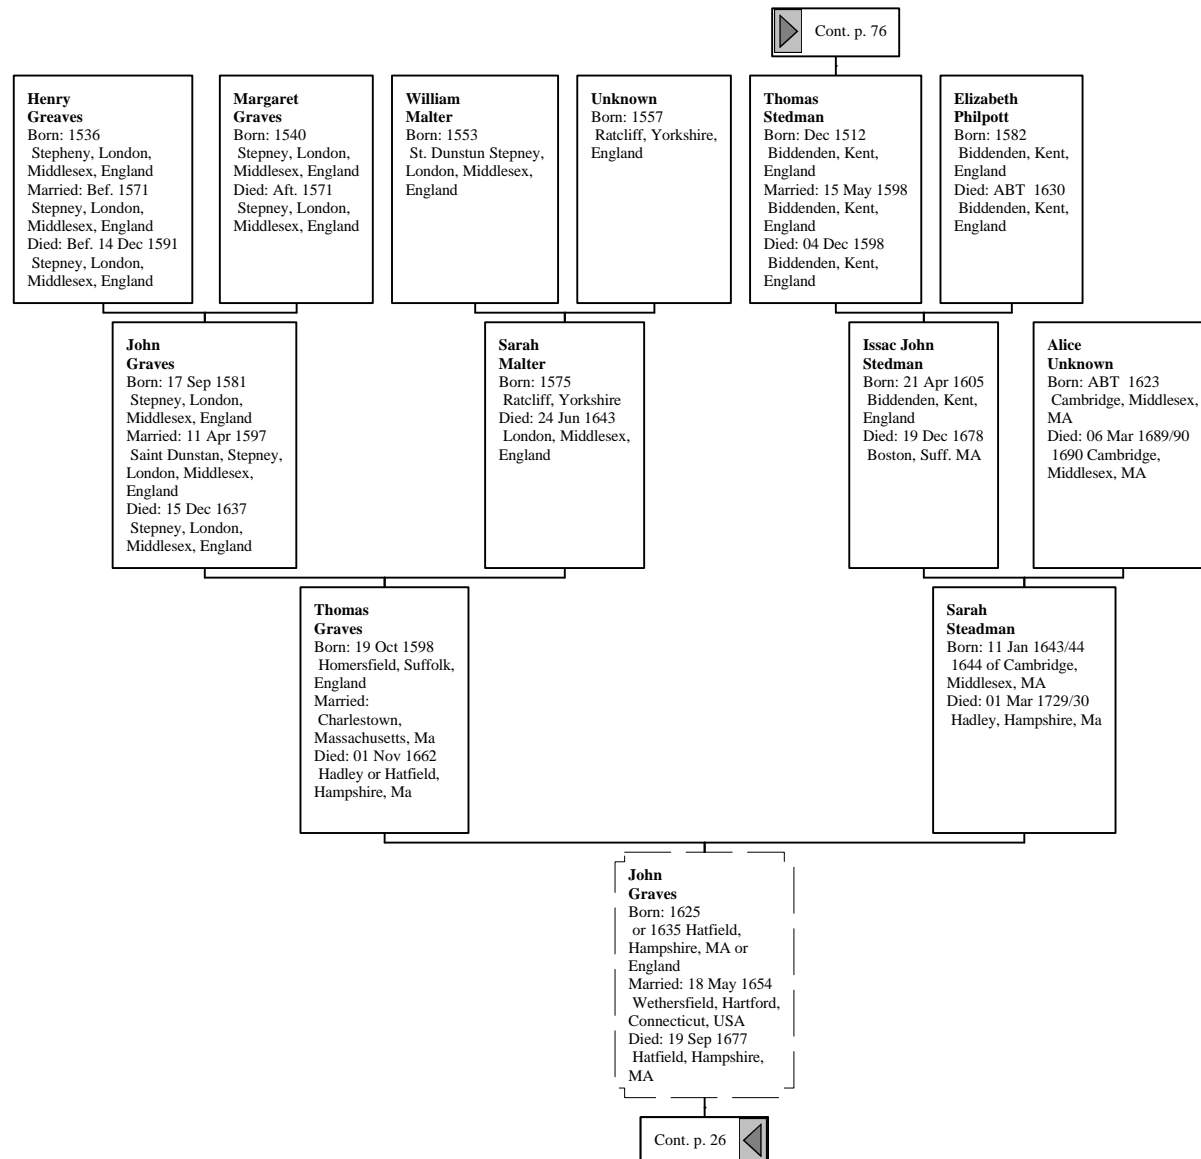 Cont. p. 76
Henry
Greaves
Born: 1536
Stepheny, London,
Middlesex, England
Married: Bef. 1571
Stepney, London,
Middlesex, England
Died: Bef. 14 Dec 1591
Stepney, London,
Middlesex, England
Margaret
Graves
Born: 1540
Stepney, London,
Middlesex, England
Died: Aft. 1571
Stepney, London,
Middlesex, England
William
Malter
Born: 1553
St. Dunstun Stepney,
London, Middlesex,
England
Unknown
Born: 1557
Ratcliff, Yorkshire,
England
Thomas
Stedman
Born: Dec 1512
Biddenden, Kent,
England
Married: 15 May 1598
Biddenden, Kent,
England
Died: 04 Dec 1598
Biddenden, Kent,
England
Elizabeth
Philpott
Born: 1582
Biddenden, Kent,
England
Died: ABT 1630
Biddenden, Kent,
England
John
Graves
Born: 17 Sep 1581
Stepney, London,
Middlesex, England
Married: 11 Apr 1597
Saint Dunstan, Stepney,
London, Middlesex,
England
Died: 15 Dec 1637
Stepney, London,
Middlesex, England
Sarah
Malter
Born: 1575
Ratcliff, Yorkshire
Died: 24 Jun 1643
London, Middlesex,
England
Issac John
Stedman
Born: 21 Apr 1605
Biddenden, Kent,
England
Died: 19 Dec 1678
Boston, Suff. MA
Alice
Unknown
Born: ABT 1623
Cambridge, Middlesex,
MA
Died: 06 Mar 1689/90
1690 Cambridge,
Middlesex, MA
Thomas
Graves
Born: 19 Oct 1598
Homersfield, Suffolk,
England
Married:
Charlestown,
Massachusetts, Ma
Died: 01 Nov 1662
Hadley or Hatfield,
Hampshire, Ma
Sarah
Steadman
Born: 11 Jan 1643/44
1644 of Cambridge,
Middlesex, MA
Died: 01 Mar 1729/30
Hadley, Hampshire, Ma
John
Graves
Born: 1625
or 1635 Hatfield,
Hampshire, MA or
England
Married: 18 May 1654
Wethersfield, Hartford,
Connecticut, USA
Died: 19 Sep 1677
Hatfield, Hampshire,
MA
Cont. p. 26